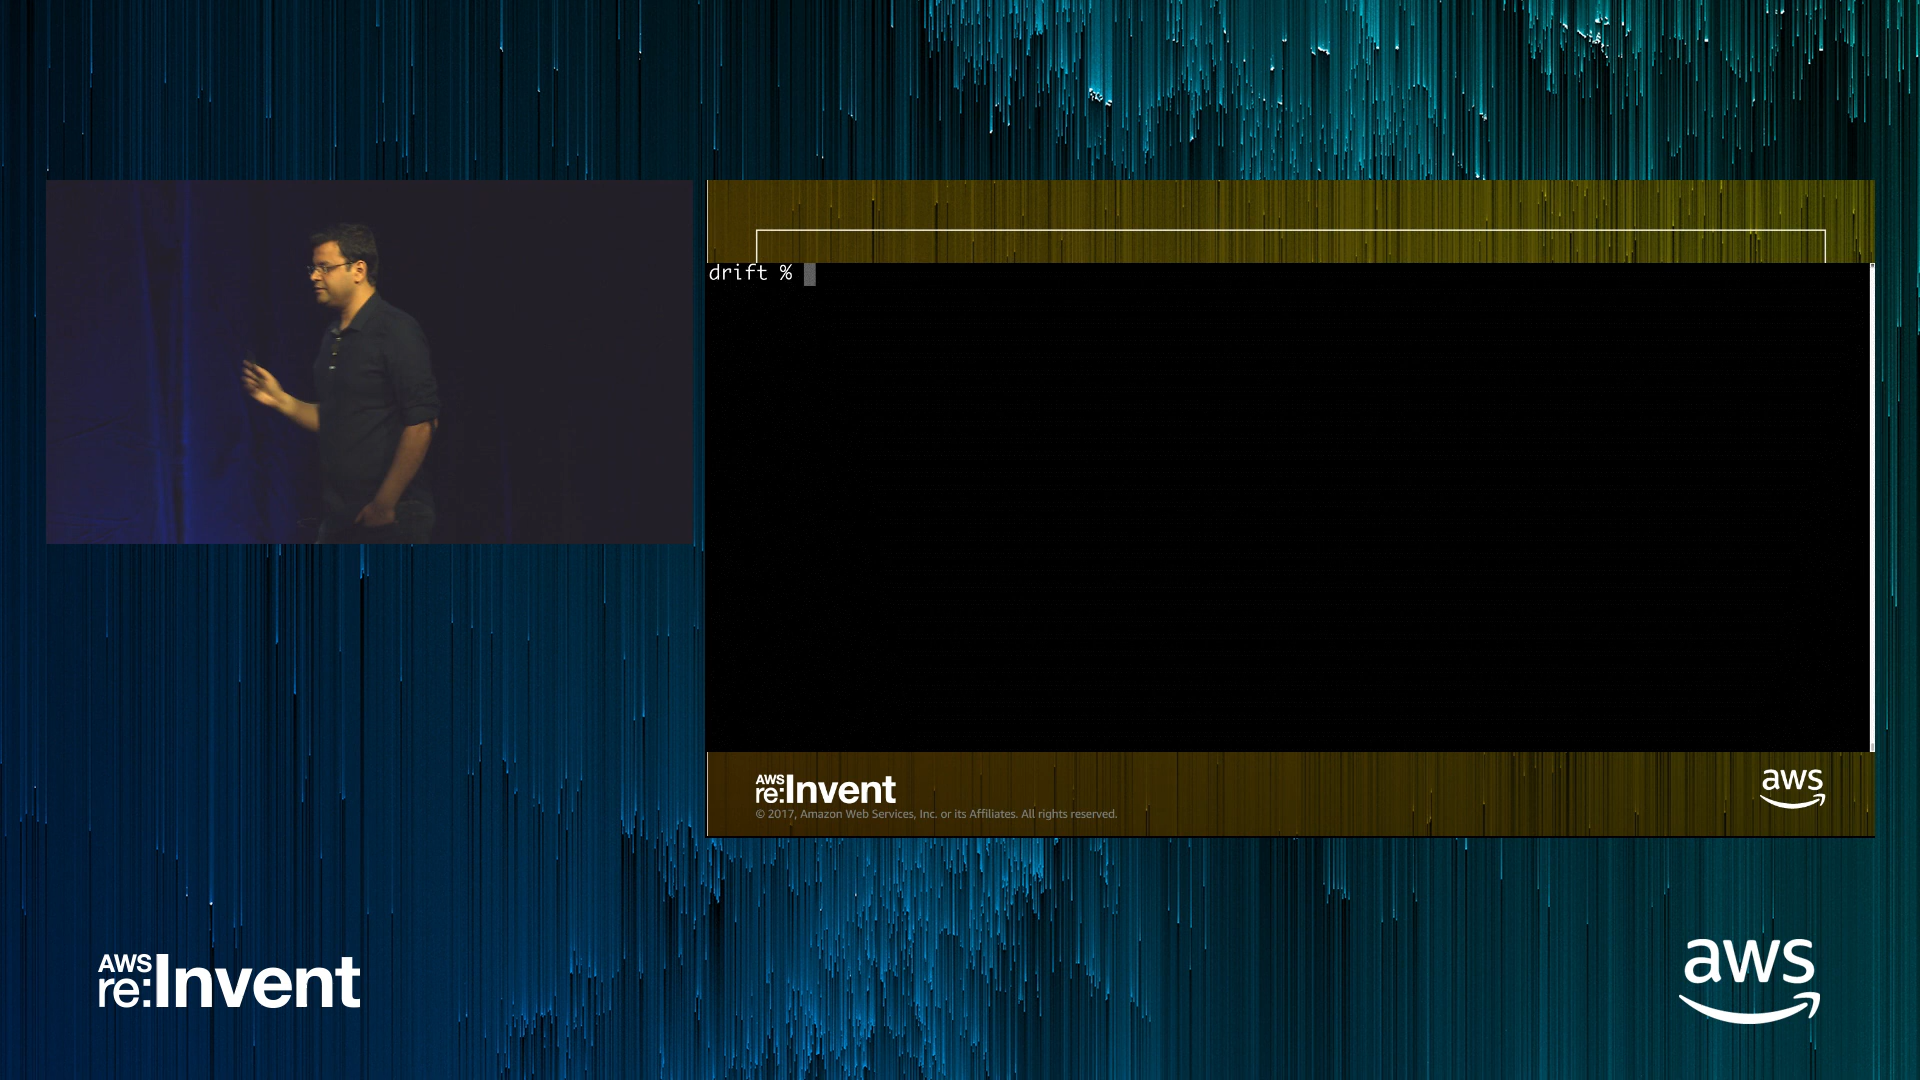 drift %
AWS
re:Invent
aws
© 2017, Amazon Web Services, Inc. or its Affiliates. All rights reserved.
AWS
re:Invent
aws